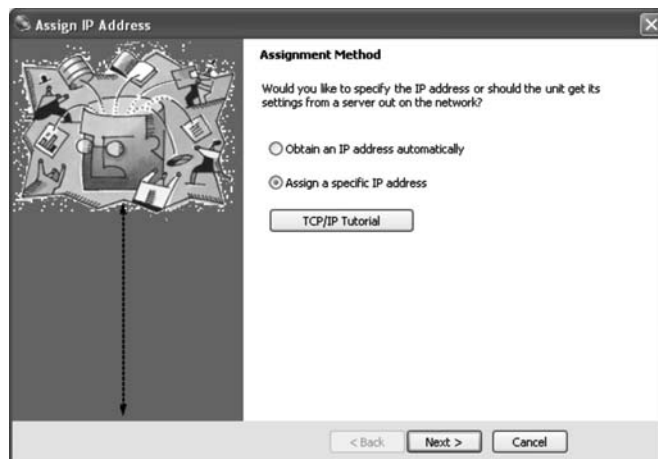 Assign IP Address
Assignment Method
Would you like to specify the IP address or should the unit get its
settings from a server out on the network?
Obtain an IP address automatically
Assign a specific IP address
TCP/IP Tutorial
< Back
Next >
Cancel